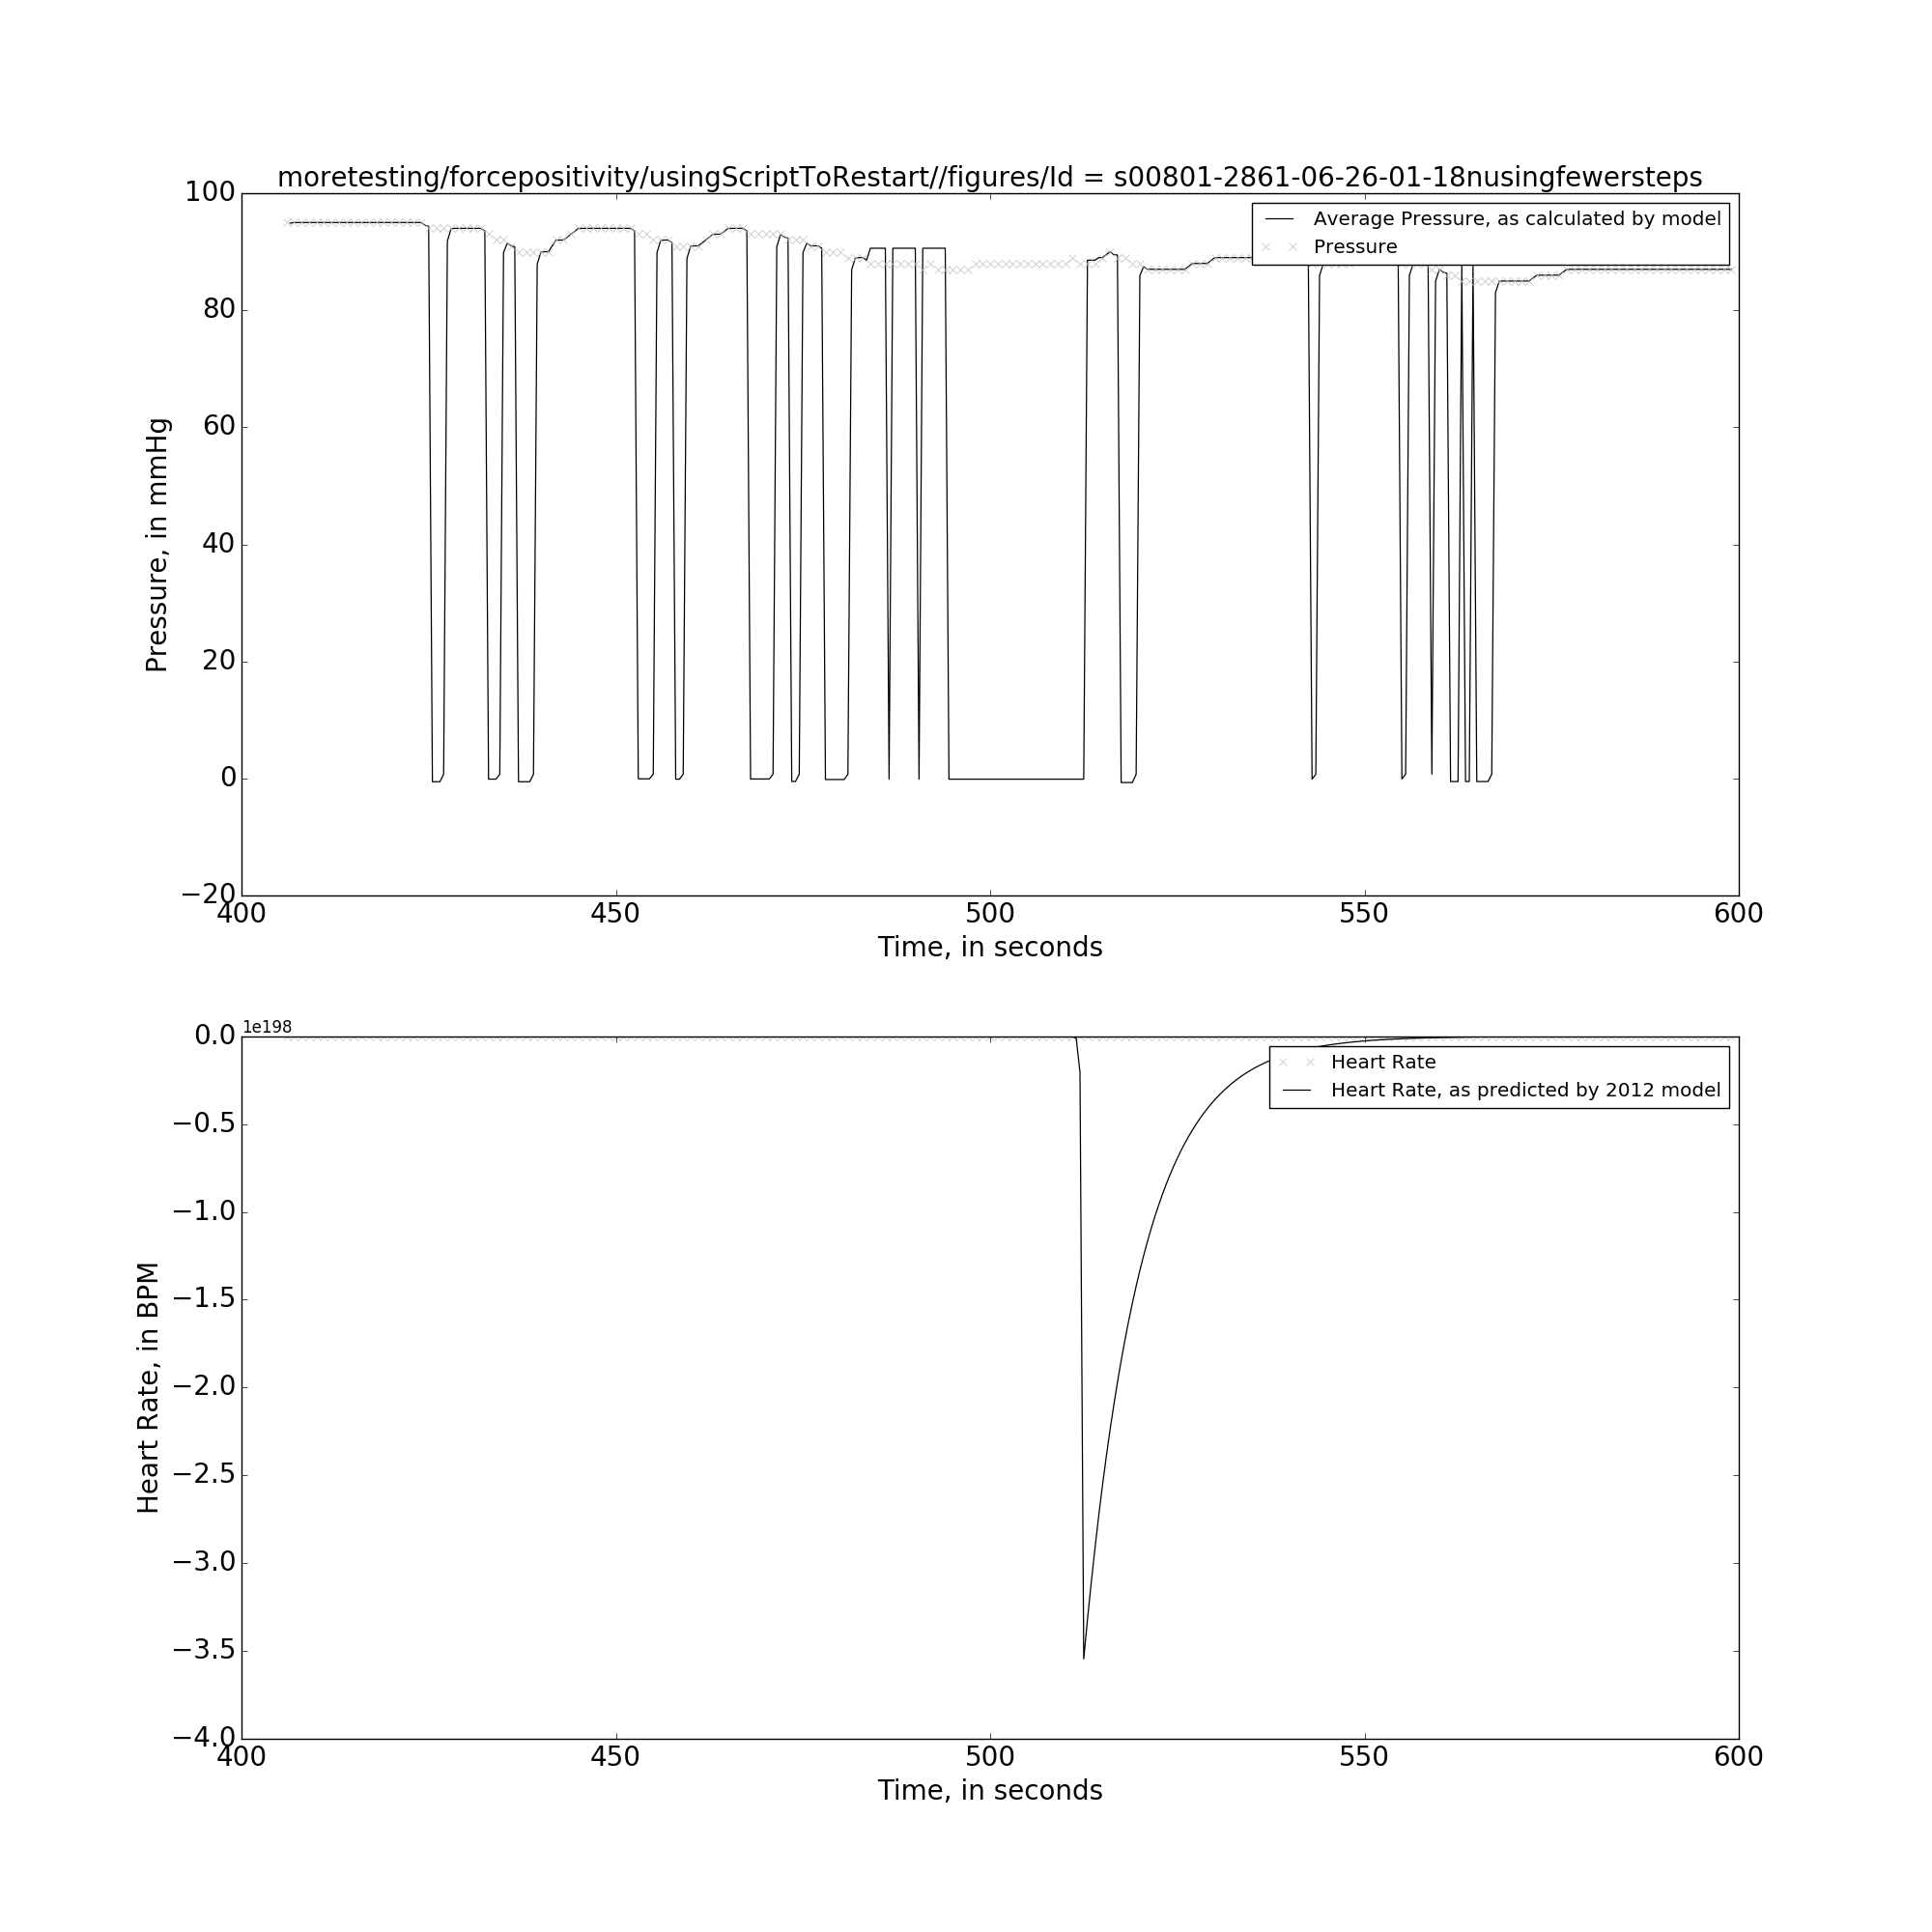 moretesting/forcepositivity/usingScriptToRestart//figures/Id = s00801-2861-06-26-01-18nusingfewersteps
100
80
60
40
20
0
−20
Pressure, in mmHg
Average Pressure, as calculated by model
Pressure
400 450 500 550 600
Time, in seconds
1e198
0.0
−0.5
−1.0
−1.5
−2.0
−2.5
−3.0
−3.5
−4.0
Heart Rate, in BPM
Heart Rate
Heart Rate, as predicted by 2012 model
400 450 500 550 600
Time, in seconds